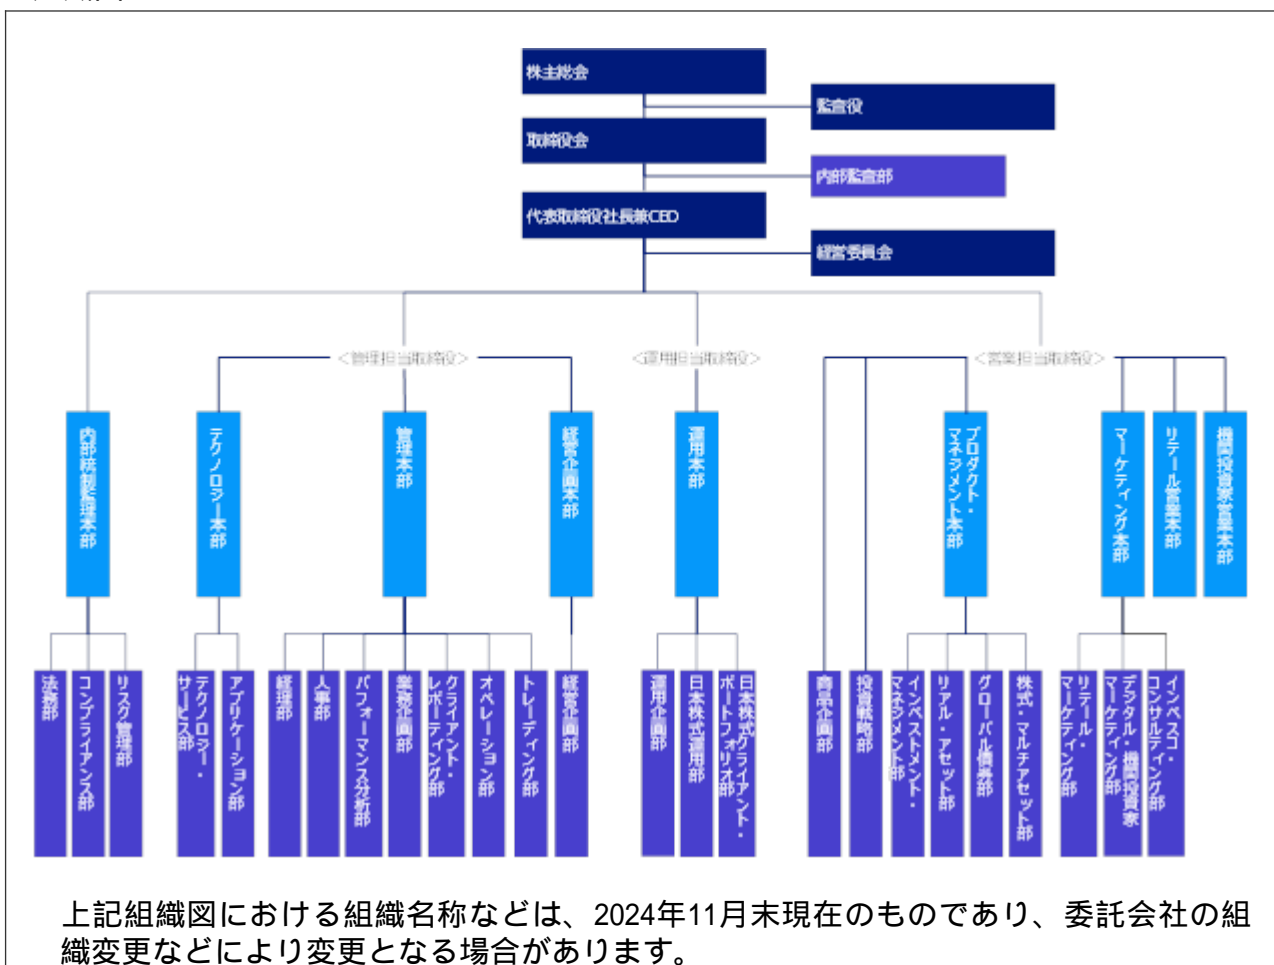 株主総会
監査役
取締役会
内部監査部
代表取締役社長兼CEO
経営委員会
＜管理担当取締役＞
＜運用担当取締役＞
＜営業担当取締役＞
内部統制監理本部
テクノロジー本部
管理本部
経営企画本部
運用本部
プロダクト・
マネジメント本部
マーケティング本部
リテール営業本部
機関投資家営業本部
法務部
コンプライアンス部
リスク管理部
テクノロジー・
サービス部
アプリケーション部
経理部
人事部
パフォーマンス分析部
業務企画部
クライアント・
レポーティング部
オペレーション部
トレーディング部
経営企画部
運用企画部
日本株式運用部
日本株式クライアント・
ポートフォリオ部
商品企画部
投資戦略部
インベストメント・
マネジメント部
リアル・アセット部
グローバル債券部
株式・マルチアセット部
リテール・
マーケティング部
デジタル・機関投資家
マーケティング部
インベスコ・
コンサルティング部
上記組織図における組織名称などは、2024年11月末現在のものであり、委託会社の組
織変更などにより変更となる場合があります。